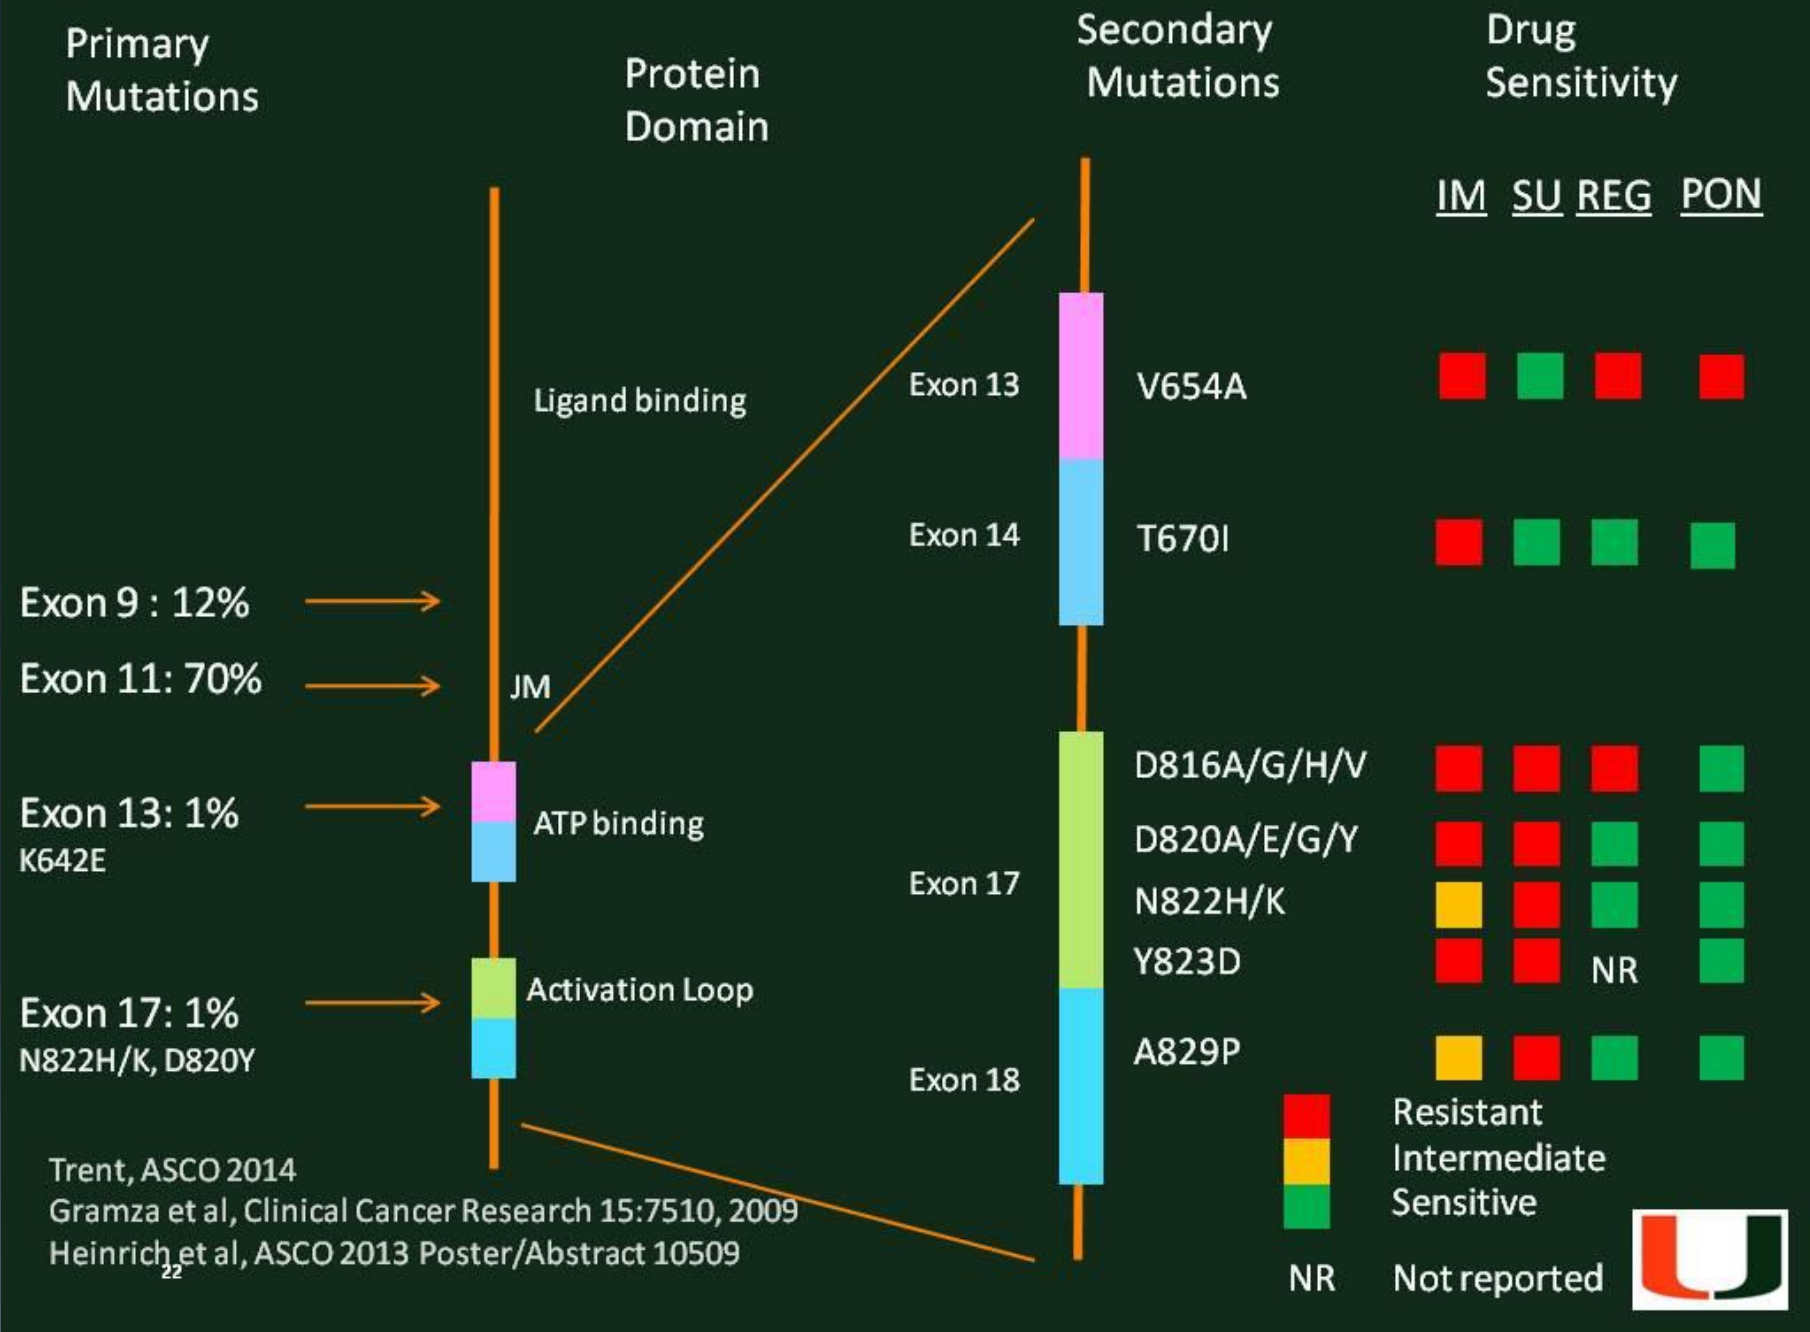 Primary
Mutations
Protein
Domain
Secondary
Mutations
Drug
Sensitivity
IM SU REG PON
Ligand binding
Exon 13 V654A
Exon 14 T670I
Exon 9 : 12%
Exon 11: 70%
JM
Exon 13: 1%
K642E
ATP binding
D816A/G/H/V
D820A/E/G/Y
Exon 17
N822H/K
Y823D NR
Activation Loop
Exon 17: 1%
N822H/K, D820Y
A829P
Exon 18
Resistant
Intermediate
Sensitive
NR Not reported
Trent, ASCO 2014
Gramza et al, Clinical Cancer Research 15:7510, 2009
Heinrich et al, ASCO 2013 Poster/Abstract 10509
22